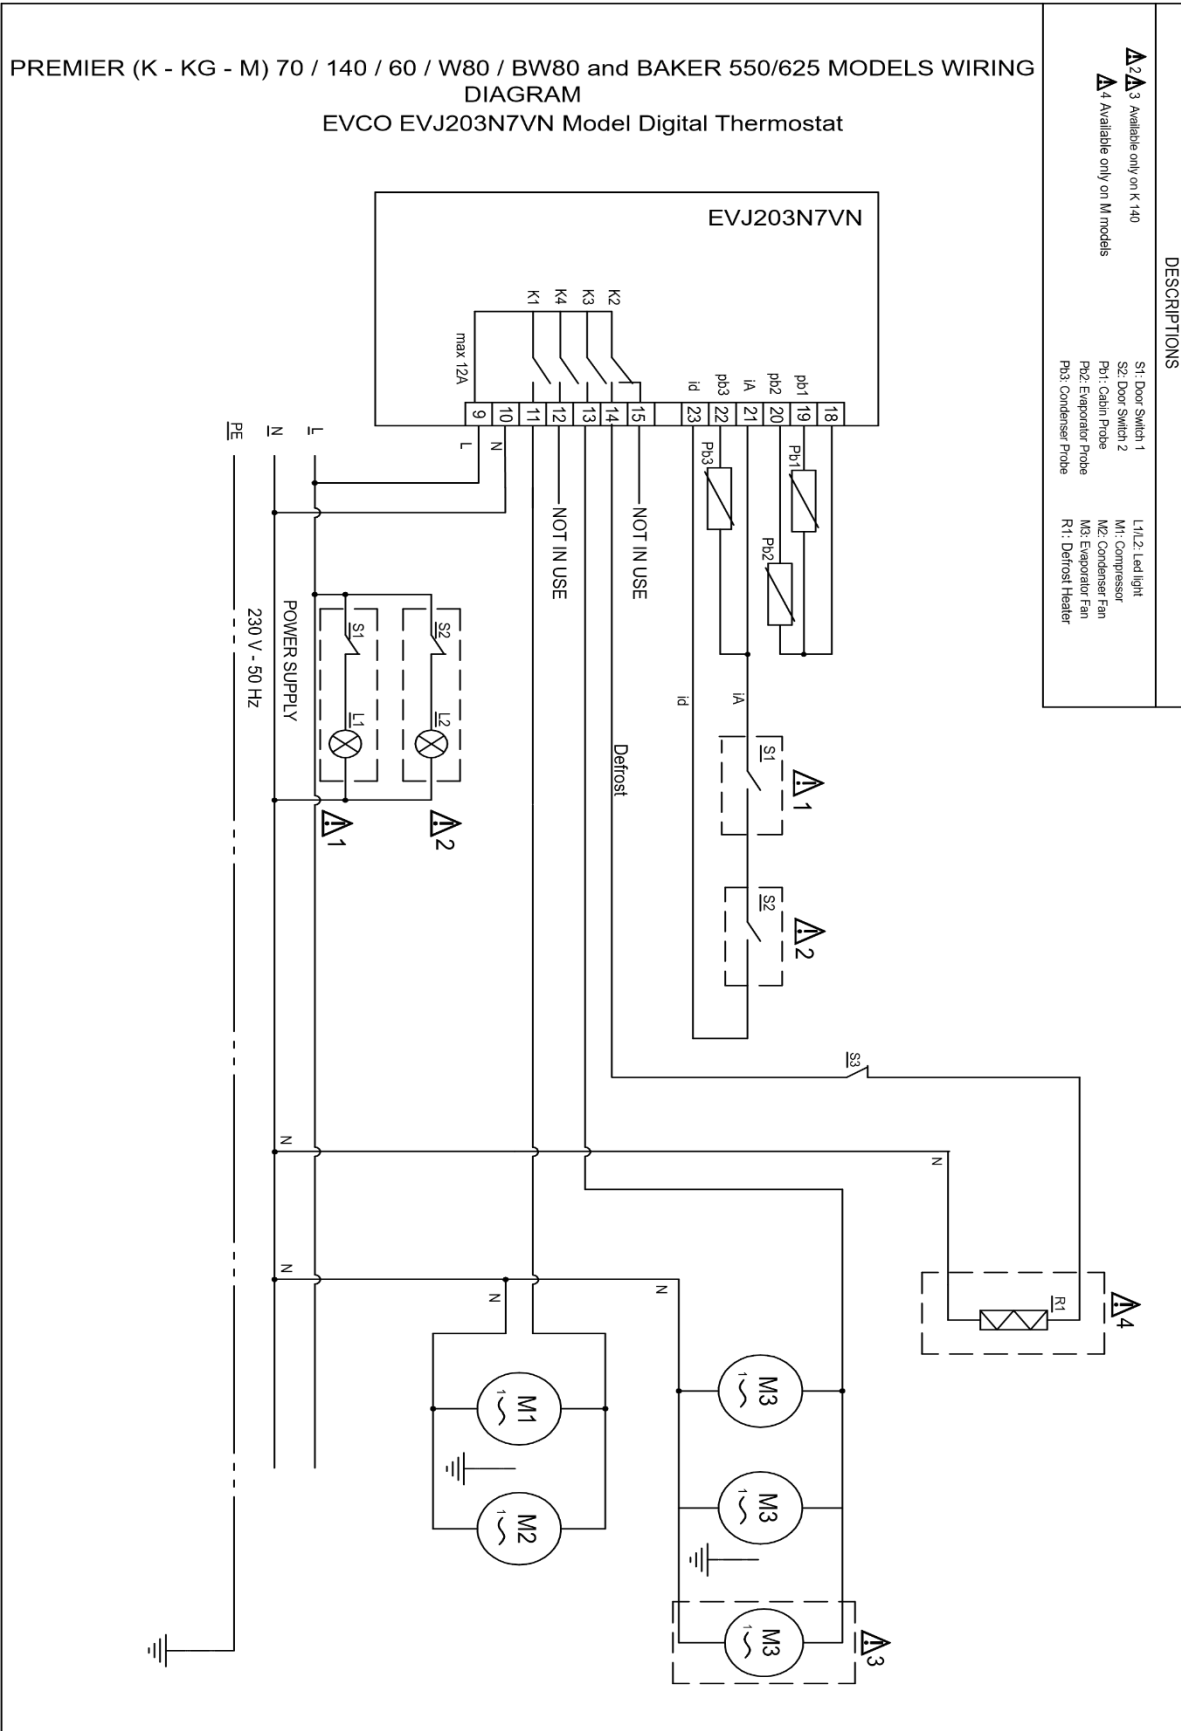 PREMIER (K - KG - M) 70 / 140 / 60 / W80 / BW80 and BAKER 550/625 MODELS WIRING
DIAGRAM
EVCO EVJ203N7VN Model Digital Thermostat
DESCRIPTIONS
2 3 Available only on K 140
4 Available only on M models
S1: Door Switch 1
S2: Door Switch 2
Pb1: Cabin Probe
Pb2: Evaporator Probe
Pb3: Condenser Probe
L1/L2: Led light
M1: Compressor
M2: Condenser Fan
M3: Evaporator Fan
R1: Defrost Heater
EVJ203N7VN
K1
K4
K3
K2
max 12A
id
pb3
iA
pb2
pb1
9
10
11
12
13
14
15
23
22
21
20
19
18
PE
N
L
L
N
NOT IN USE
NOT IN USE
Pb3
Pb1
Pb2
POWER SUPPLY
230 V - 50 Hz
S1
L1
1
S2
L2
2
Defrost
id
iA
S1
1
S2
2
S3
N
N
R1
4
N
N
N
M1
1
M2
1
M3
1
M3
1
M3
1
3